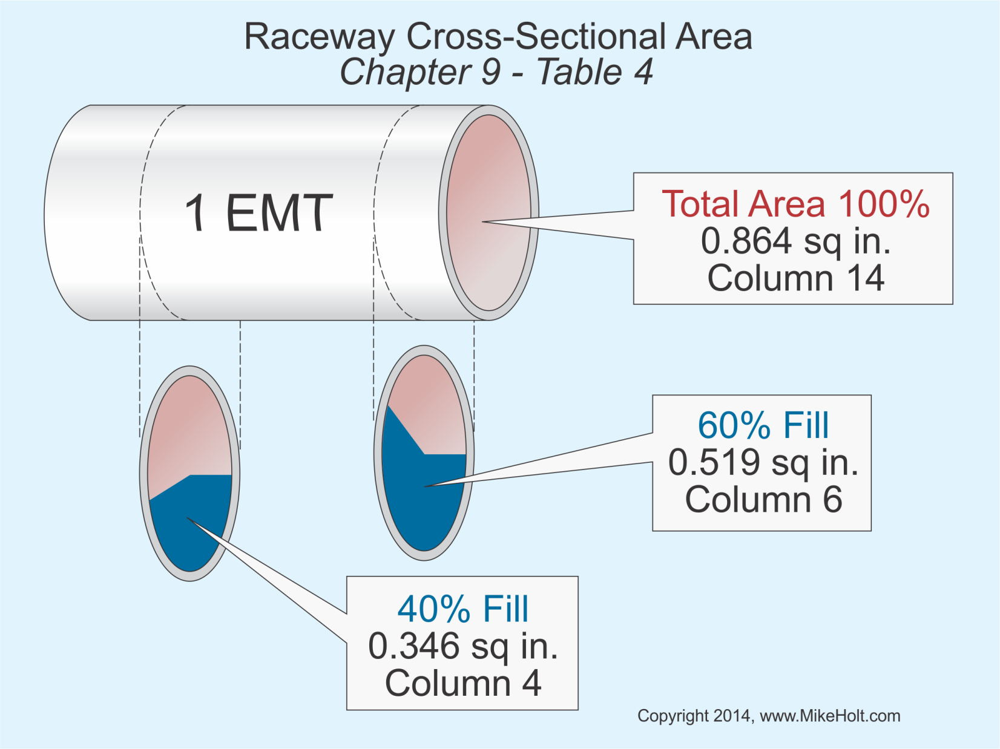 Raceway Cross-Sectional Area
Chapter 9 - Table 4
1 EMT
Total Area 100%
0.864 sq in.
Column 14
60% Fill
0.519 sq in.
Column 6
40% Fill
0.346 sq in.
Column 4
Copyright 2014, www.MikeHolt.com